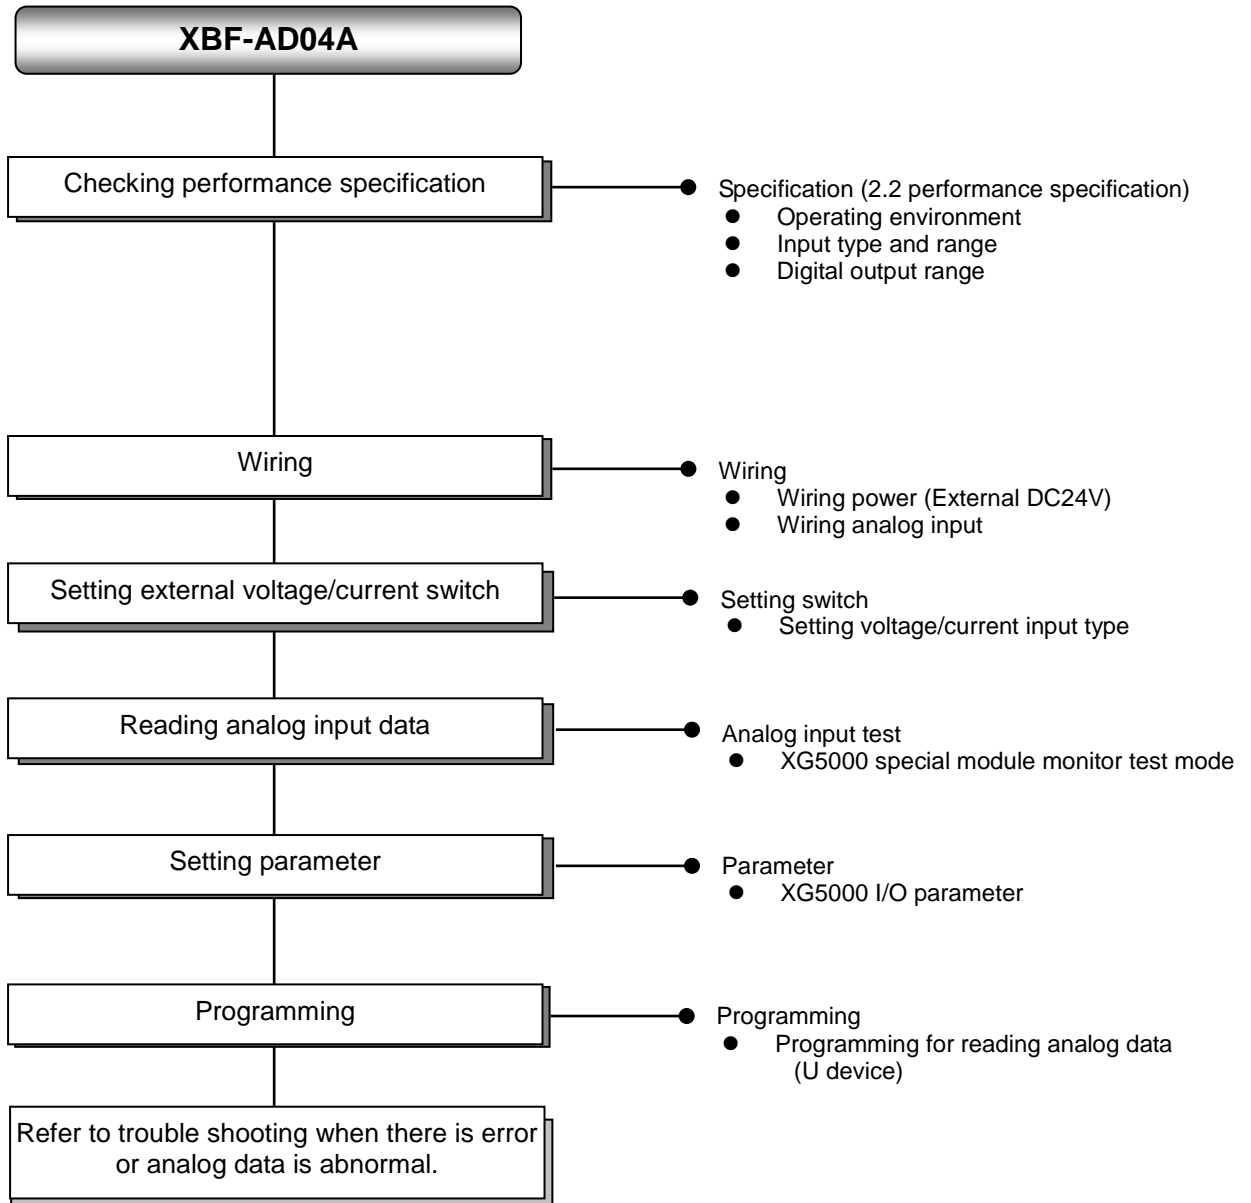 XBF-AD04A
Checking performance specification
● Specification (2.2 performance specification)
● Operating environment
● Input type and range
● Digital output range
Wiring
● Wiring
● Wiring power (External DC24V)
● Wiring analog input
Setting external voltage/current switch
● Setting switch
● Setting voltage/current input type
Reading analog input data
● Analog input test
● XG5000 special module monitor test mode
Setting parameter
● Parameter
● XG5000 I/O parameter
Programming
● Programming
● Programming for reading analog data
(U device)
Refer to trouble shooting when there is error
or analog data is abnormal.